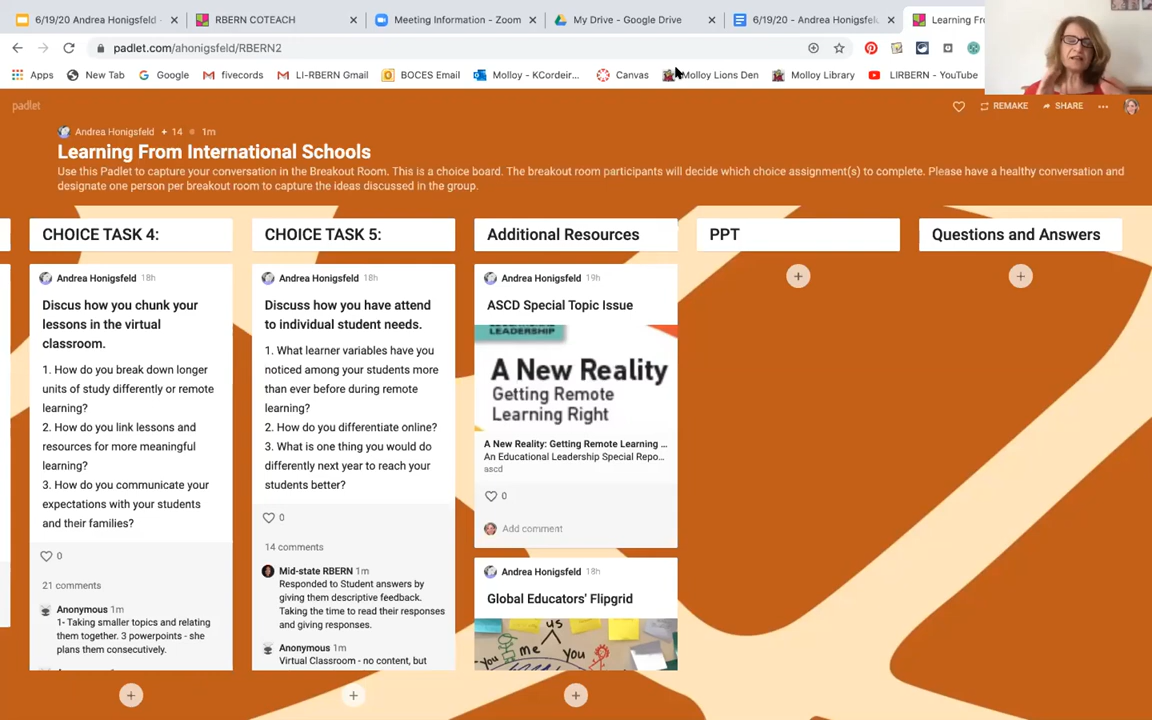 6/19/20 - Andrea Honigsfeld -
RBERN COTEACH
Meeting Information - Zoom
My Drive - Google Drive
6/19/20 - Andrea Honigsfel
Learning Fro
padlet.com/ahonigsfeld/RBERN2
Apps
New Tab
Google
fivecords
LI-RBERN Gmail
BOCES Email
Molloy - KCordeir...
Canvas
Molloy Lions Den
Molloy Library
LIRBERN - YouTube
padlet
REMAKE
SHARE
Andrea Honigsfeld + 14 1m
Learning From International Schools
Use this Padlet to capture your conversation in the Breakout Room. This is a choice board. The breakout room participants will decide which choice assignment(s) to complete. Please have a healthy conversation and
designate one person per breakout room to capture the ideas discussed in the group.
CHOICE TASK 4:
Andrea Honigsfeld 18h
Discus how you chunk your
lessons in the virtual
classroom.
1. How do you break down longer
units of study differently or remote
learning?
2. How do you link lessons and
resources for more meaningful
learning?
3. How do you communicate your
expectations with your students
and their families?
0
21 comments
Anonymous 1m
1- Taking smaller topics and relating
them together. 3 powerpoints - she
plans them consecutively.
CHOICE TASK 5:
Andrea Honigsfeld 18h
Discuss how you have attend
to individual student needs.
1. What learner variables have you
noticed among your students more
than ever before during remote
learning?
2. How do you differentiate online?
3. What is one thing you would do
differently next year to reach your
students better?
0
14 comments
Mid-state RBERN 1m
Responded to Student answers by
giving them descriptive feedback.
Taking the time to read their responses
and giving responses.
Anonymous 1m
Virtual Classroom - no content, but
Additional Resources
Andrea Honigsfeld 19h
ASCD Special Topic Issue
LEADERSHIP
A New Reality
Getting Remote
Learning Right
A New Reality: Getting Remote Learning ...
An Educational Leadership Special Repo...
ascd
0
Add comment
Andrea Honigsfeld 18h
Global Educators' Flipgrid
us
me
you
you
PPT
Questions and Answers